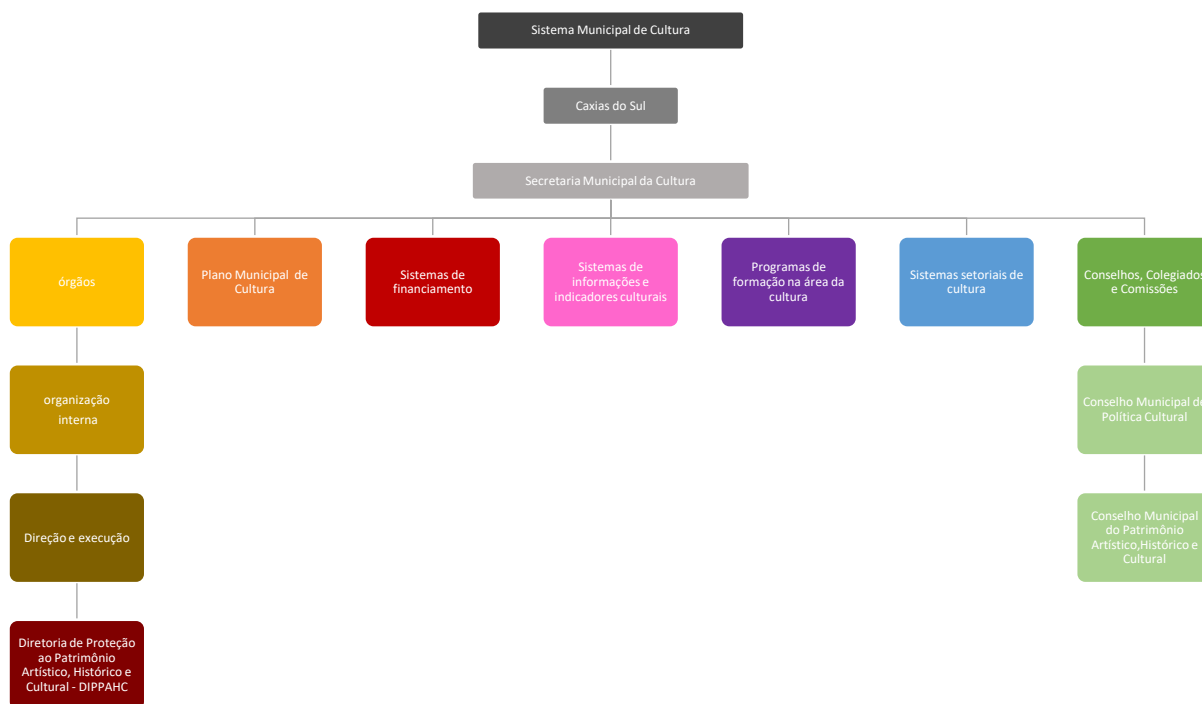 Sistema Municipal de Cultura
Caxias do Sul
Secretaria Municipal da Cultura
órgãos
Plano Municipal de
Cultura
Sistemas de
financiamento
Sistemas de
informações e
indicadores culturais
Programas de
formação na área da
cultura
Sistemas setoriais de
cultura
Conselhos, Colegiados
e Comissões
organização
interna
Conselho Municipal de
Política Cultural
Direção e execução
Conselho Municipal
do Patrimônio
Artístico,Histórico e
Cultural
Diretoria de Proteção
ao Patrimônio
Artístico, Histórico e
Cultural - DIPPAHC